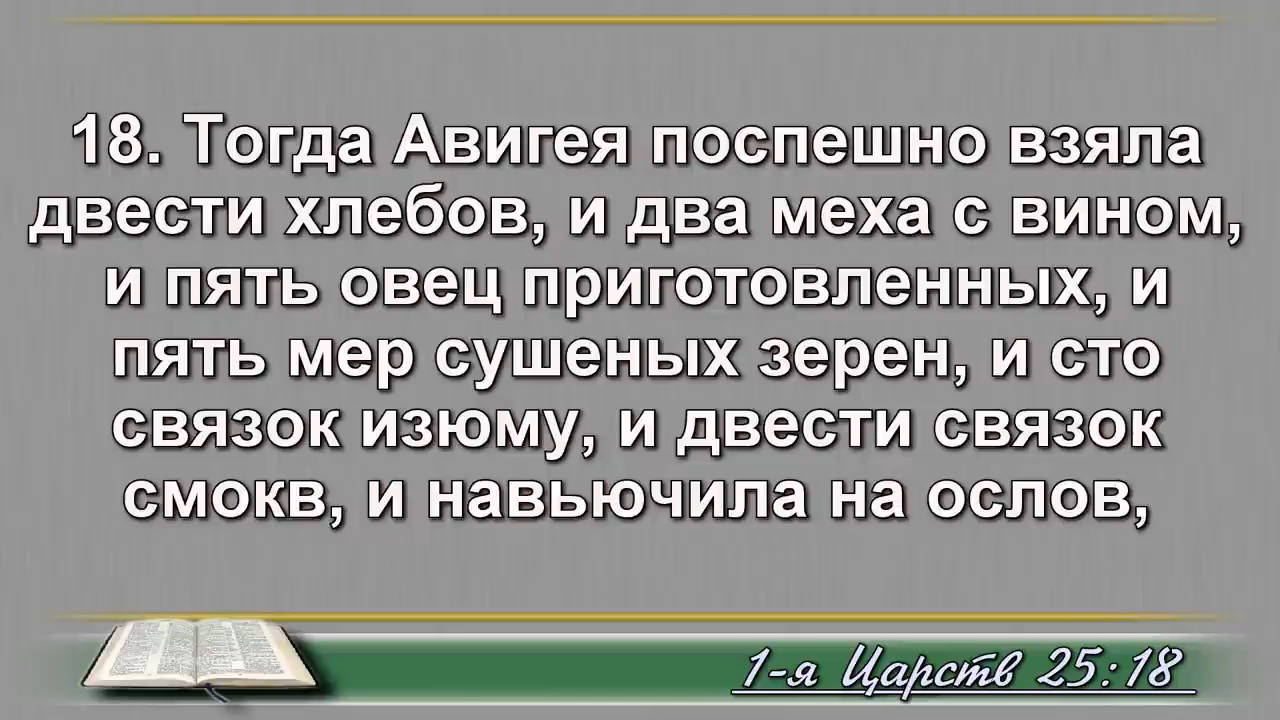 18. Тогда Авигея поспешно взяла
двести хлебов, и два меха с вином,
и пять овец приготовленных, и
пять мер сушеных зерен, и сто
связок изюму, и двести связок
смокв, и навьючила на ослов,
1-я Царств 25:18